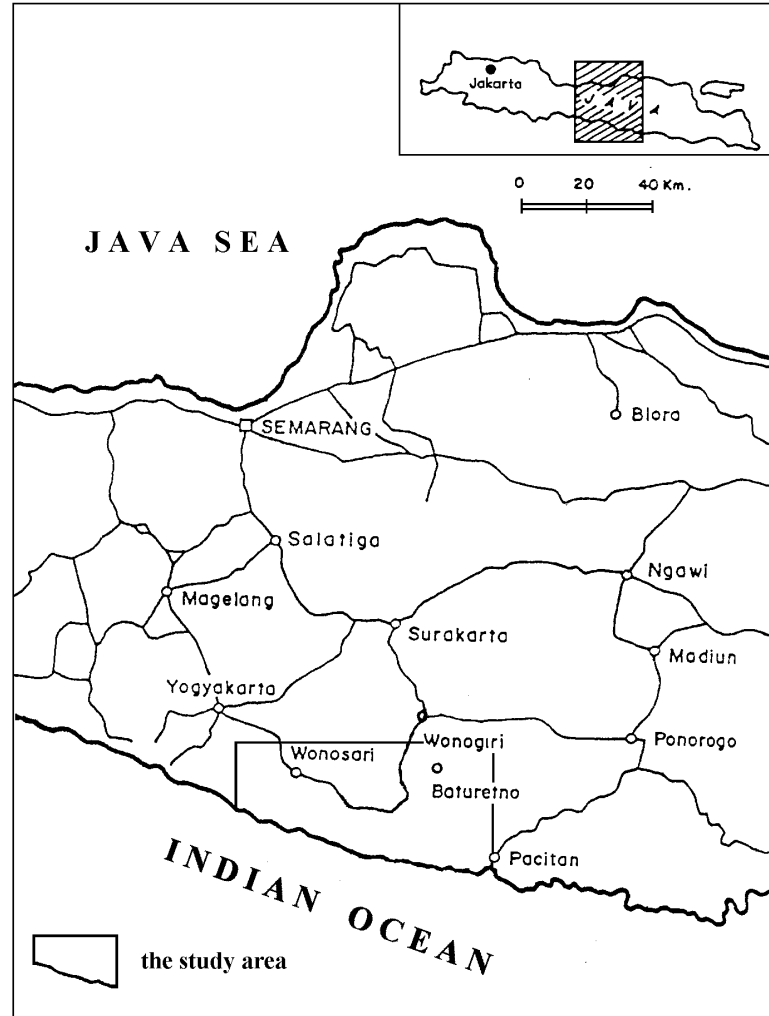 Jakarta
J A V A
0 20 40 Km.
JAVA SEA
Blora
SEMARANG
Salatiga
Ngawi
Magelang
Surakarta
Madiun
Yogyakarta
Wonogiri
Ponorogo
Wonosari
Baturetno
Pacitan
INDIAN OCEAN
the study area